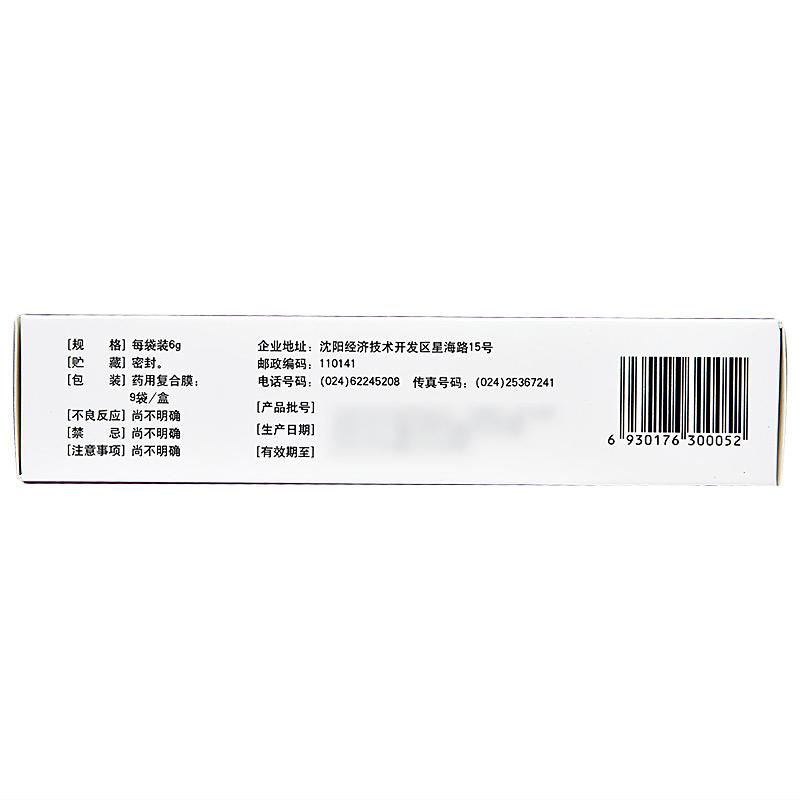 [规　格] 每袋装6g
[贮　藏] 密封。
[包　装] 药用复合膜;
9袋/盒
[不良反应] 尚不明确
[禁　忌] 尚不明确
[注意事项] 尚不明确
企业地址: 沈阳经济技术开发区星海路15号
邮政编码: 110141
电话号码: (024)62245208 传真号码: (024)25367241
[产品批号]
[生产日期]
[有效期至]
6 930176 300052